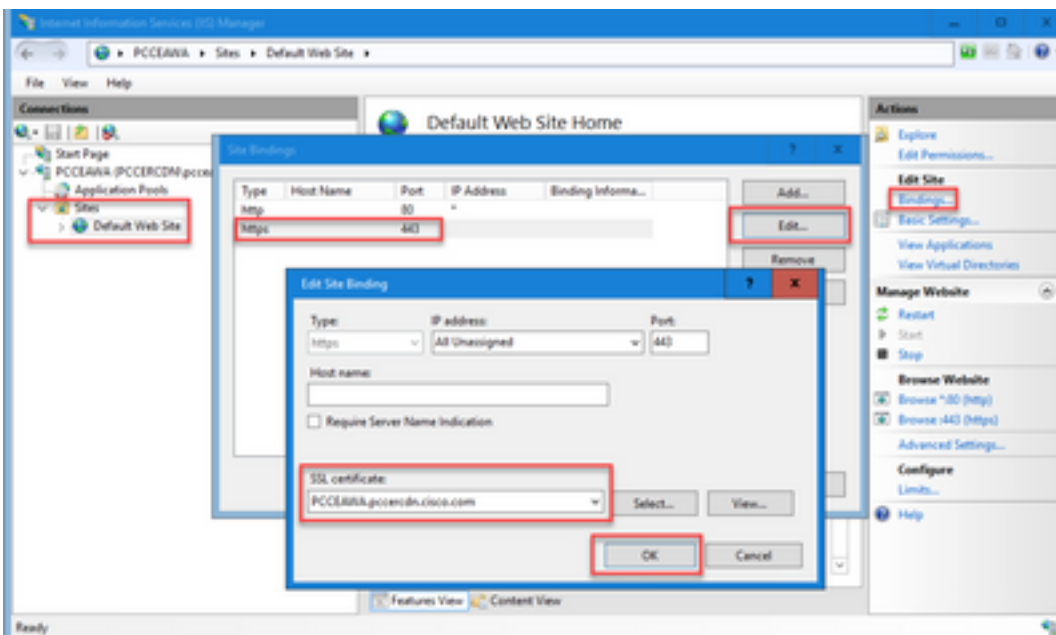 Internet Information Services (IIS) Manager
PCCEAWA Sites Default Web Site
File View Help
Connections
Start Page
PCCEAWA (PCCERCDN\pccea
Application Pools
Sites
Default Web Site
Default Web Site Home
Site Bindings
? x
Type Host Name Port IP Address Binding Informa...
http 80 *
https 443
Add...
Edit...
Remove
Edit Site Binding
? x
Type: IP address: Port:
https All Unassigned 443
Host name:
Require Server Name Indication
SSL certificate:
PCCEAWA.pccercdn.cisco.com
Select...
View...
OK
Cancel
Features View Content View
Actions
Explore
Edit Permissions...
Edit Site
Bindings...
Basic Settings...
View Applications
View Virtual Directories
Manage Website
Restart
Start
Stop
Browse Website
Browse *:80 (http)
Browse :443 (https)
Advanced Settings...
Configure
Limits...
Help
Ready